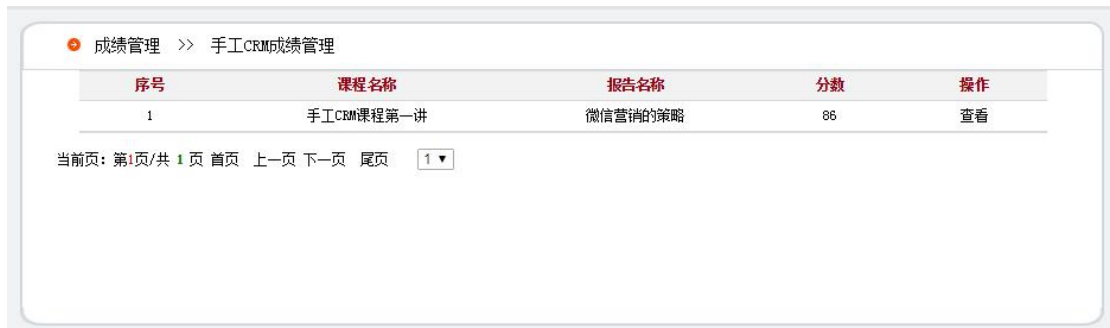 成绩管理 >> 手工CRM成绩管理
序号 课程名称 报告名称 分数 操作
1 手工CRM课程第一讲 微信营销的策略 86 查看
当前页：第1页/共 1 页 首页 上一页 下一页 尾页 1